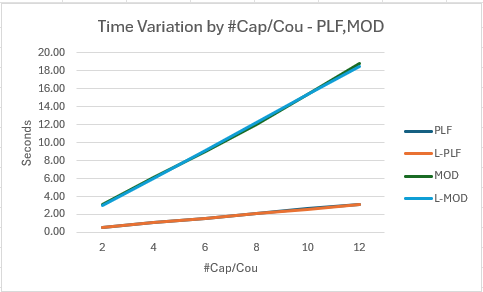 Time Variation by #Cap/Cou - PLF,MOD
20.00
18.00
16.00
14.00
12.00
10.00
8.00
6.00
4.00
2.00
0.00
Seconds
2 4 6 8 10 12
#Cap/Cou
PLF
L-PLF
MOD
L-MOD